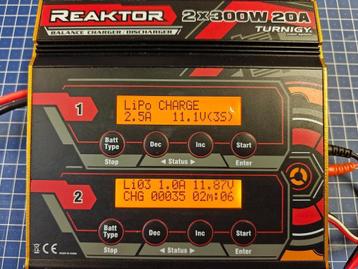 REAKTOR 2X300W 20A
BALANCE CHARGER/DISCHARGER TURNIGY
1
LiPo CHARGE
2.5A 11.1V(3S)
Batt Type Dec Inc Start
Stop ◄ Status ► Enter
2
Li03 1.0A 11.87V
CHG 00035 02m:06
Batt Type Dec Inc Start
Stop ◄ Status ► Enter
CE